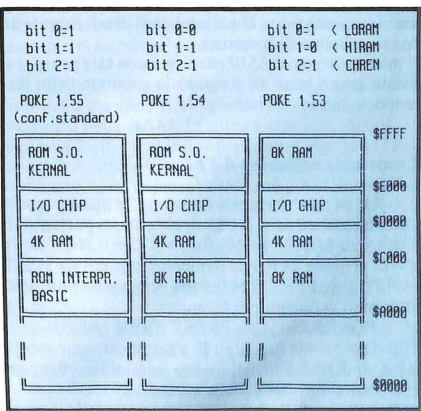 bit 0=1 bit 0=0 bit 0=1 < LORAM
bit 1=1 bit 1=1 bit 1=0 < HIRAM
bit 2=1 bit 2=1 bit 2=1 < CHREN
POKE 1,55 POKE 1,54 POKE 1,53
(conf.standard)
$FFFF
ROM S.O. ROM S.O. 8K RAM
KERNAL KERNAL
$E000
I/O CHIP I/O CHIP I/O CHIP
$D000
4K RAM 4K RAM 4K RAM
$C000
ROM INTERPR. 8K RAM 8K RAM
BASIC
$A000
$0000